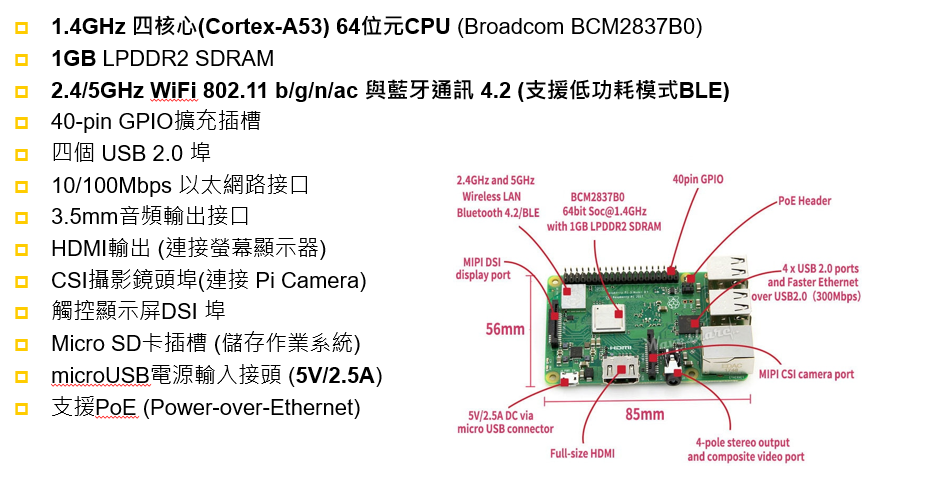 1.4GHz 四核心(Cortex-A53) 64位元CPU (Broadcom BCM2837B0)
1GB LPDDR2 SDRAM
2.4/5GHz WiFi 802.11 b/g/n/ac 與藍牙通訊 4.2 (支援低功耗模式BLE)
40-pin GPIO擴充插槽
四個 USB 2.0 埠
10/100Mbps 以太網路接口
3.5mm音頻輸出接口
HDMI輸出 (連接螢幕顯示器)
CSI攝影鏡頭埠(連接 Pi Camera)
觸控顯示屏DSI 埠
Micro SD卡插槽 (儲存作業系統)
microUSB電源輸入接頭 (5V/2.5A)
支援PoE (Power-over-Ethernet)
2.4GHz and 5GHz
Wireless LAN
Bluetooth 4.2/BLE
BCM2837B0
64bit Soc@1.4GHz
with 1GB LPDDR2 SDRAM
40pin GPIO
PoE Header
MIPI DSI
display port
4 x USB 2.0 ports
and Faster Ethernet
over USB2.0 (300Mbps)
56mm
HDMI
MIPI CSI camera port
85mm
5V/2.5A DC via
micro USB connector
Full-size HDMI
4-pole stereo output
and composite video port